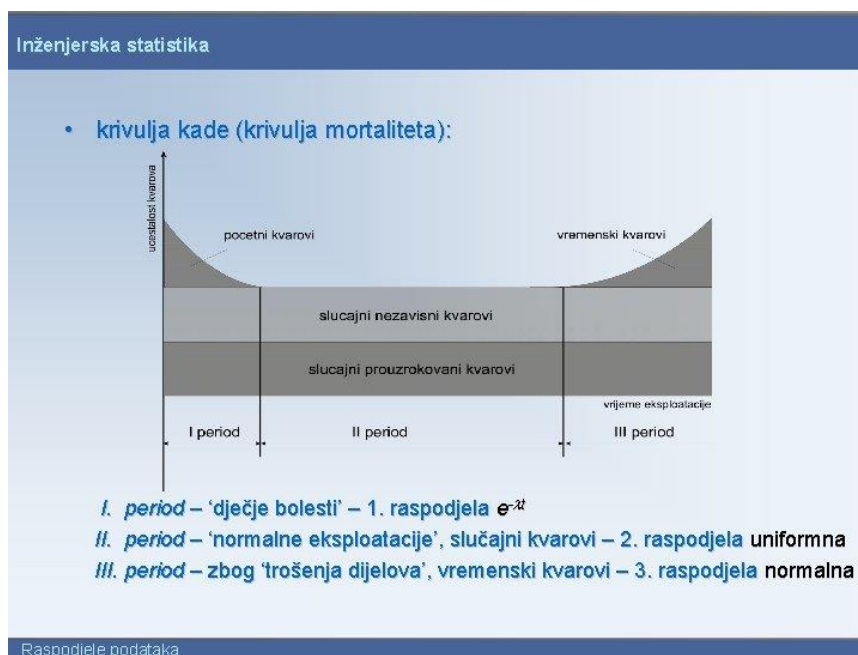 Inženjerska statistika
• krivulja kade (krivulja mortaliteta):
ucestalost kvarova
pocetni kvarovi
vremenski kvarovi
slucajni nezavisni kvarovi
slucajni prouzrokovani kvarovi
vrijeme eksploatacije
I period
II period
III period
I. period – ‘dječje bolesti’ – 1. raspodjela e^-λt
II. period – ‘normalne eksploatacije’, slučajni kvarovi – 2. raspodjela uniformna
III. period – zbog ‘trošenja dijelova’, vremenski kvarovi – 3. raspodjela normalna
Raspodjele podataka